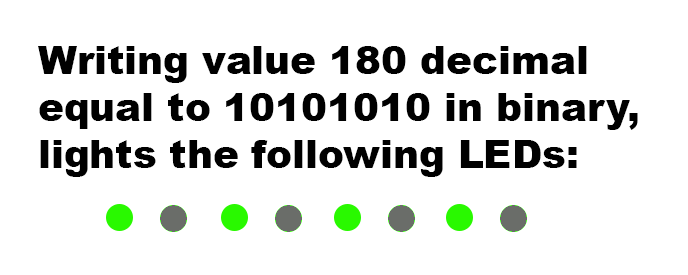 Writing value 180 decimal
equal to 10101010 in binary,
lights the following LEDs: